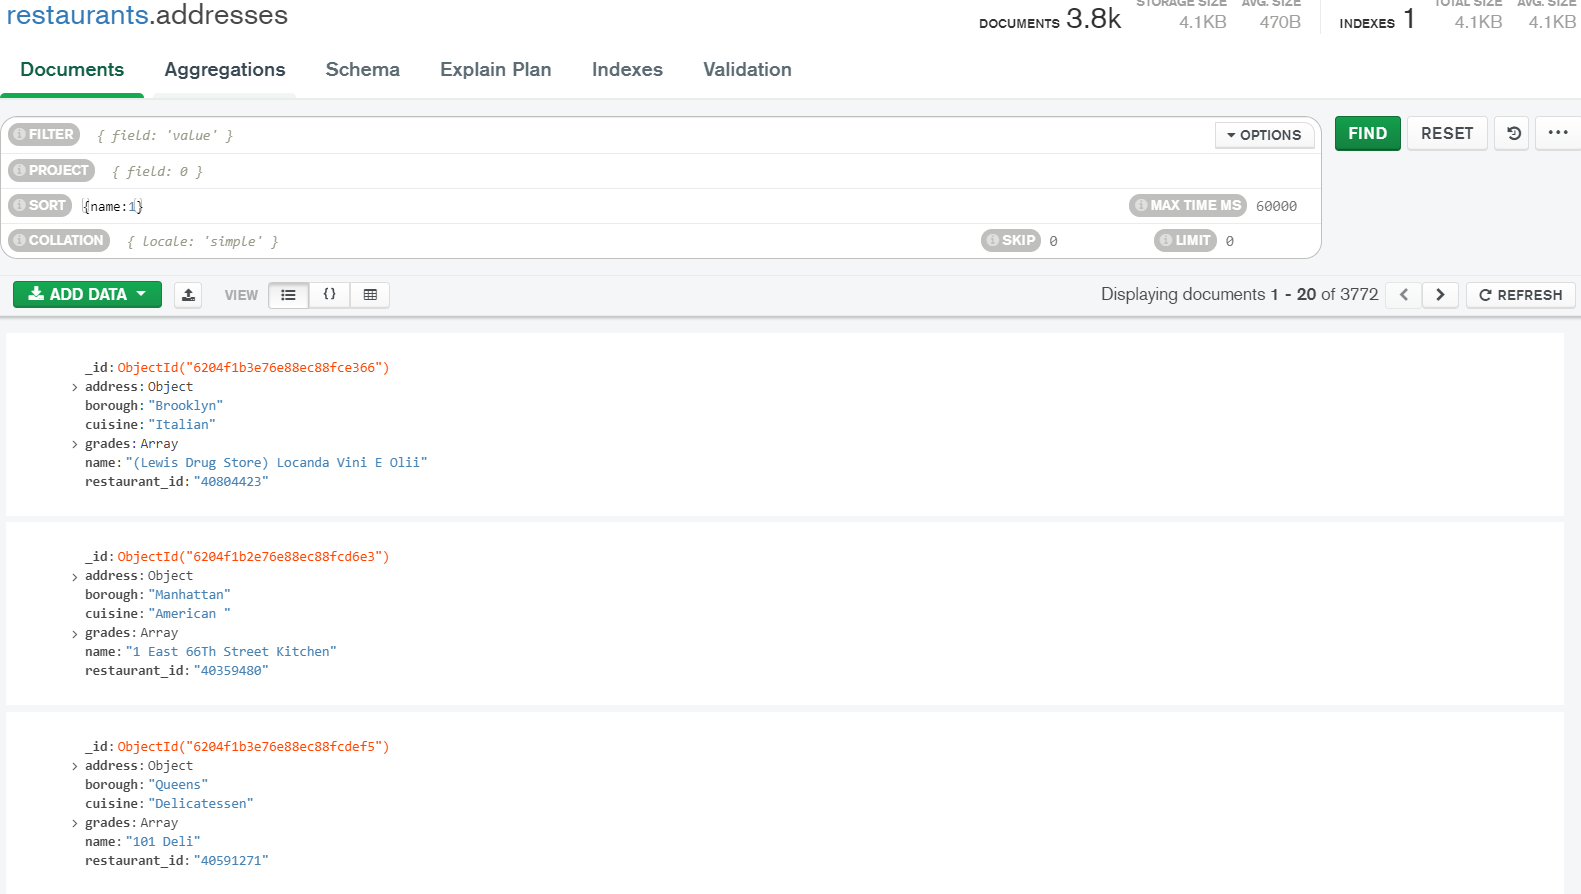 restaurants.addresses
DOCUMENTS 3.8k STORAGE SIZE 4.1KB AVG. SIZE 470B INDEXES 1 TOTAL SIZE 4.1KB AVG. SIZE 4.1KB
Documents Aggregations Schema Explain Plan Indexes Validation
FILTER { field: 'value' } OPTIONS FIND RESET
PROJECT { field: 0 }
SORT {name:1} MAX TIME MS 60000
COLLATION { locale: 'simple' } SKIP 0 LIMIT 0
ADD DATA VIEW {} Displaying documents 1 - 20 of 3772 REFRESH
_id: ObjectId("6204f1b3e76e88ec88fce366")
address: Object
borough: "Brooklyn"
cuisine: "Italian"
grades: Array
name: "(Lewis Drug Store) Locanda Vini E Olii"
restaurant_id: "40804423"
_id: ObjectId("6204f1b2e76e88ec88fcd6e3")
address: Object
borough: "Manhattan"
cuisine: "American "
grades: Array
name: "1 East 66Th Street Kitchen"
restaurant_id: "40359480"
_id: ObjectId("6204f1b3e76e88ec88fcdef5")
address: Object
borough: "Queens"
cuisine: "Delicatessen"
grades: Array
name: "101 Deli"
restaurant_id: "40591271"